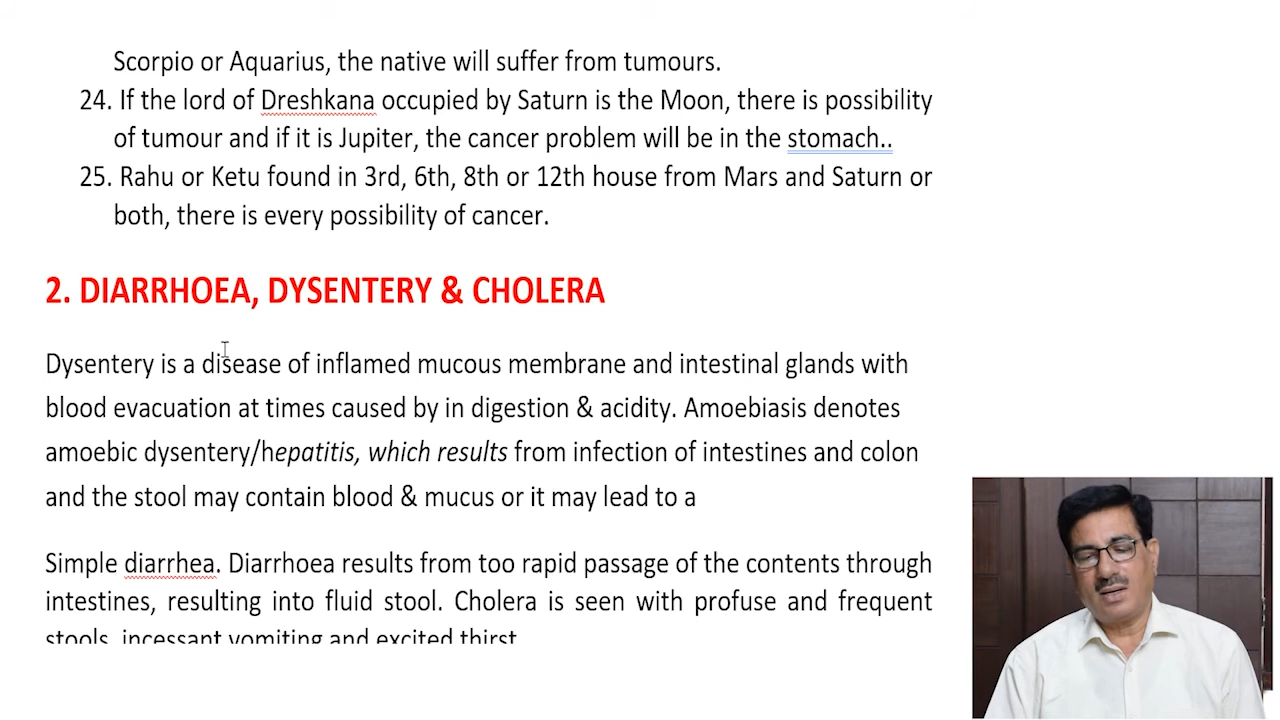 Scorpio or Aquarius, the native will suffer from tumours.
24. If the lord of Dreshkana occupied by Saturn is the Moon, there is possibility
of tumour and if it is Jupiter, the cancer problem will be in the stomach..
25. Rahu or Ketu found in 3rd, 6th, 8th or 12th house from Mars and Saturn or
both, there is every possibility of cancer.
2. DIARRHOEA, DYSENTERY & CHOLERA
Dysentery is a disease of inflamed mucous membrane and intestinal glands with
blood evacuation at times caused by in digestion & acidity. Amoebiasis denotes
amoebic dysentery/hepatitis, which results from infection of intestines and colon
and the stool may contain blood & mucus or it may lead to a
Simple diarrhea. Diarrhoea results from too rapid passage of the contents through
intestines, resulting into fluid stool. Cholera is seen with profuse and frequent
stools, incessant vomiting and excited thirst